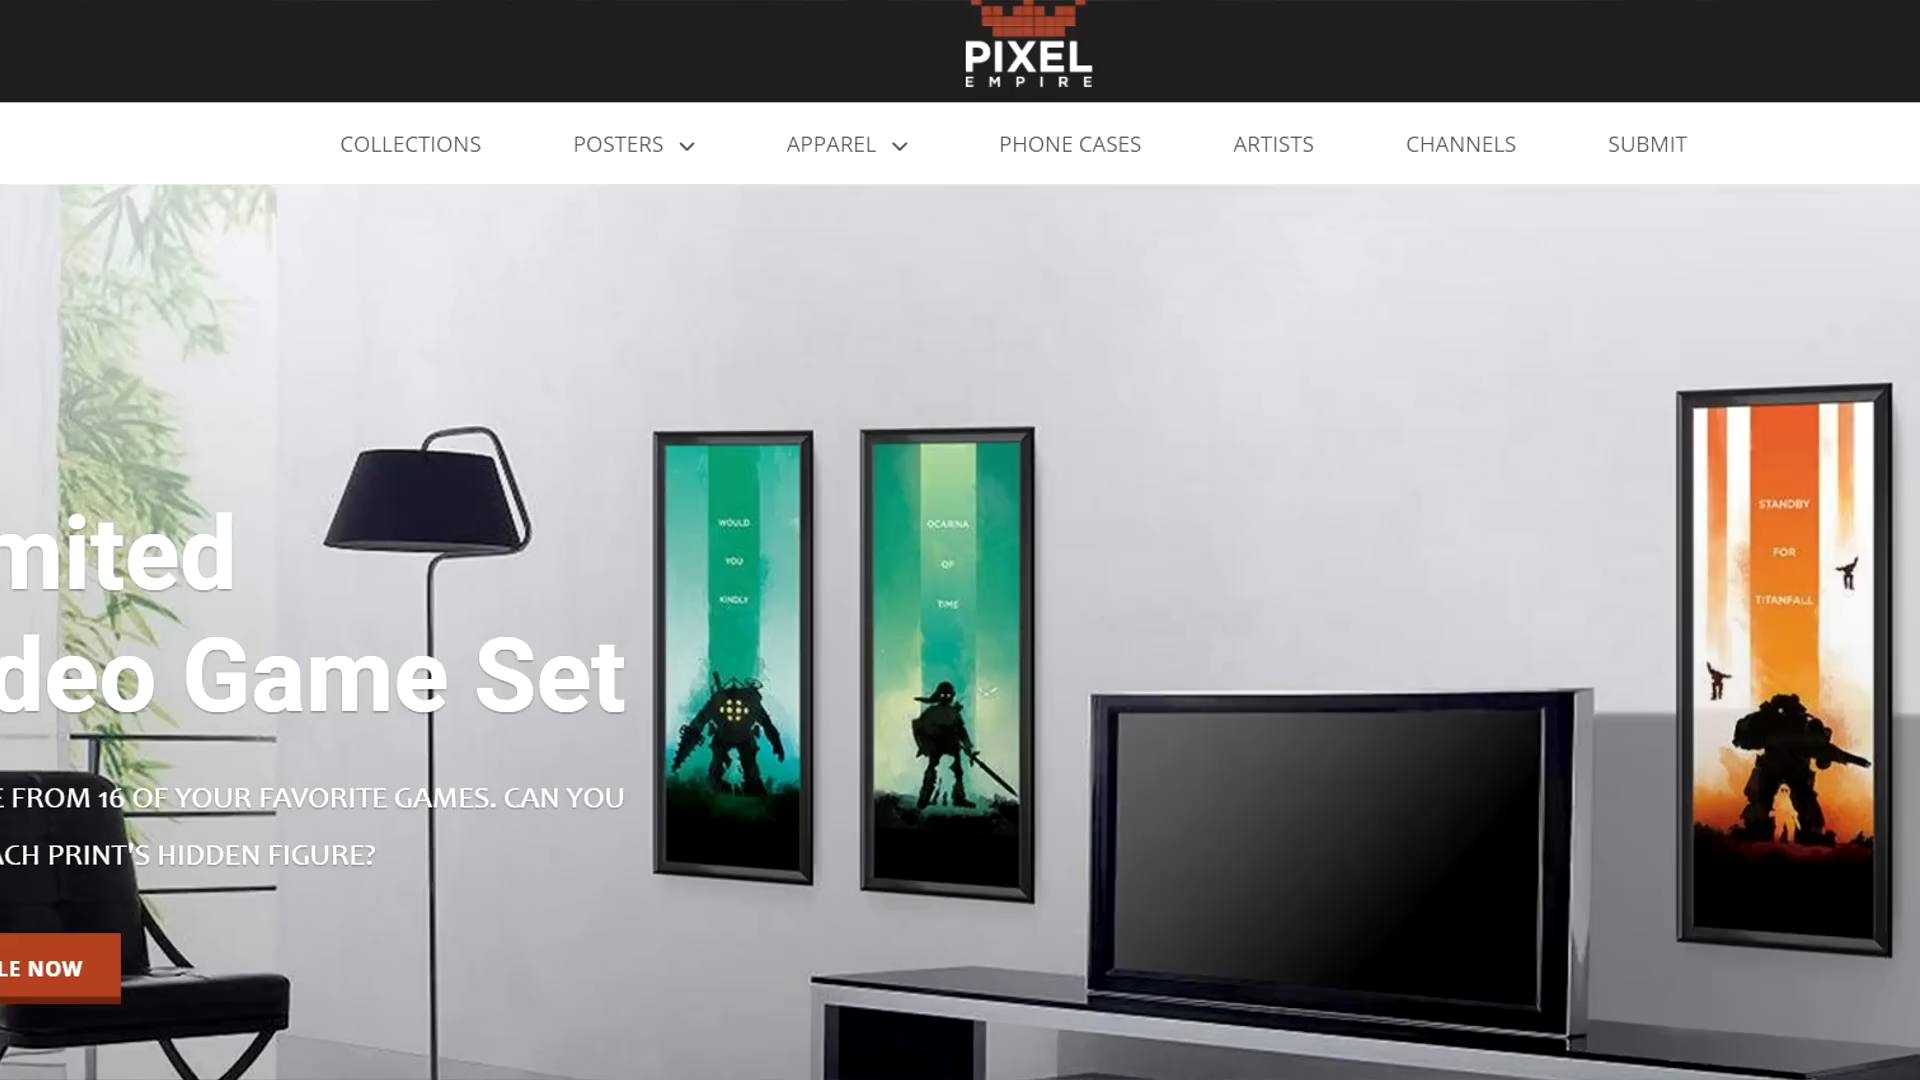 PIXEL
EMPIRE
COLLECTIONS
POSTERS
APPAREL
PHONE CASES
ARTISTS
CHANNELS
SUBMIT
mited
deo Game Set
E FROM 16 OF YOUR FAVORITE GAMES. CAN YOU
ACH PRINT'S HIDDEN FIGURE?
LE NOW
WOULD
YOU
KINDLY
OCARINA
OF
TIME
STANDBY
FOR
TITANFALL